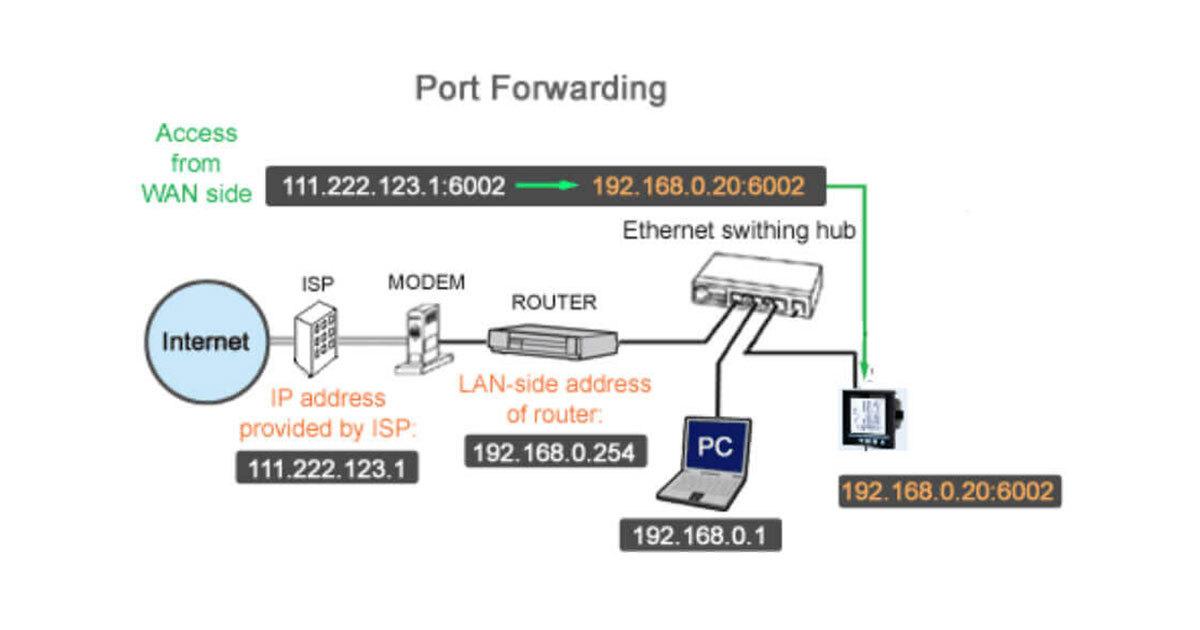 Port Forwarding
Access
from
WAN side
111.222.123.1:6002 → 192.168.0.20:6002
Ethernet swithing hub
ISP
MODEM
ROUTER
Internet
IP address
provided by ISP:
111.222.123.1
LAN-side address
of router:
192.168.0.254
PC
192.168.0.1
192.168.0.20:6002